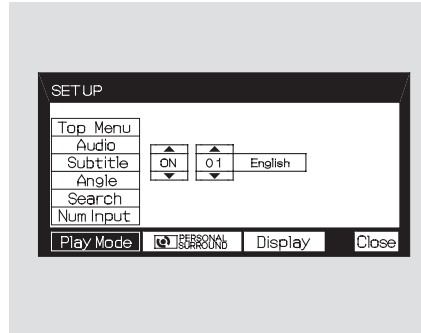 SETUP
Top Menu
Audio
Subtitle ON 01 English
Angle
Search
Num Input
Play Mode PERSONAL SURROUND Display Close